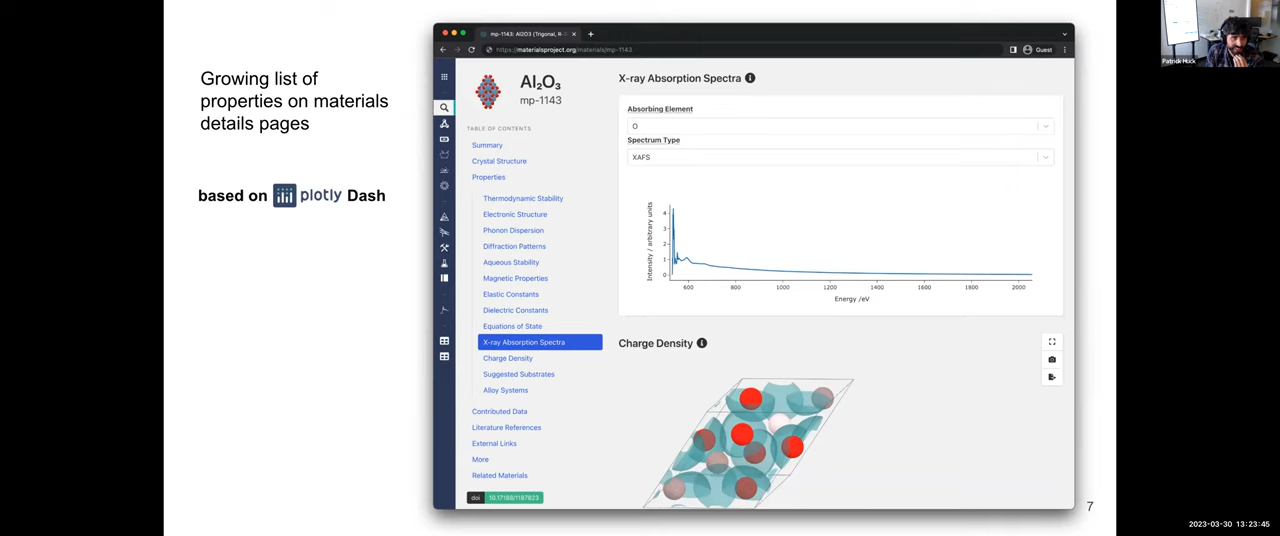 Growing list of
properties on materials
details pages
based on plotly Dash
mp-1143: Al2O3 (Trigonal, R-3
https://materialsproject.org/materials/mp-1143
Guest
Al₂O₃
mp-1143
TABLE OF CONTENTS
Summary
Crystal Structure
Properties
Thermodynamic Stability
Electronic Structure
Phonon Dispersion
Diffraction Patterns
Aqueous Stability
Magnetic Properties
Elastic Constants
Dielectric Constants
Equations of State
X-ray Absorption Spectra
Charge Density
Suggested Substrates
Alloy Systems
Contributed Data
Literature References
External Links
More
Related Materials
doi 10.17188/1187823
X-ray Absorption Spectra
Absorbing Element
O
Spectrum Type
XAFS
Intensity / arbitrary units
4
3
2
1
0
600 800 1000 1200 1400 1600 1800 2000
Energy /eV
Charge Density
7
Patrick Huck
2023-03-30 13:23:45